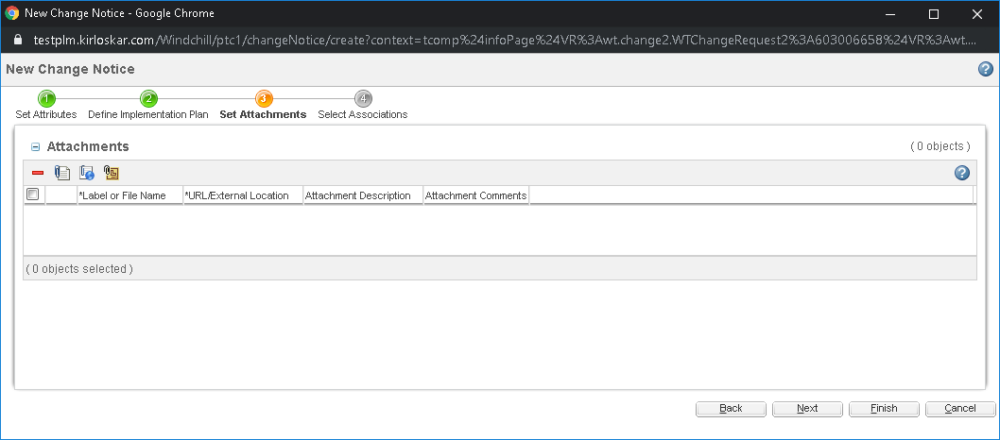 New Change Notice - Google Chrome
testplm.kirloskar.com/Windchill/ptc1/changeNotice/create?context=tcomp%24infoPage%24VR%3Awt.change2.WTChangeRequest2%3A603006658%24VR%3Awt....
New Change Notice
?
1 2 3 4
Set Attributes Define Implementation Plan Set Attachments Select Associations
Attachments ( 0 objects )
?
*Label or File Name *URL/External Location Attachment Description Attachment Comments
( 0 objects selected )
Back Next Finish Cancel